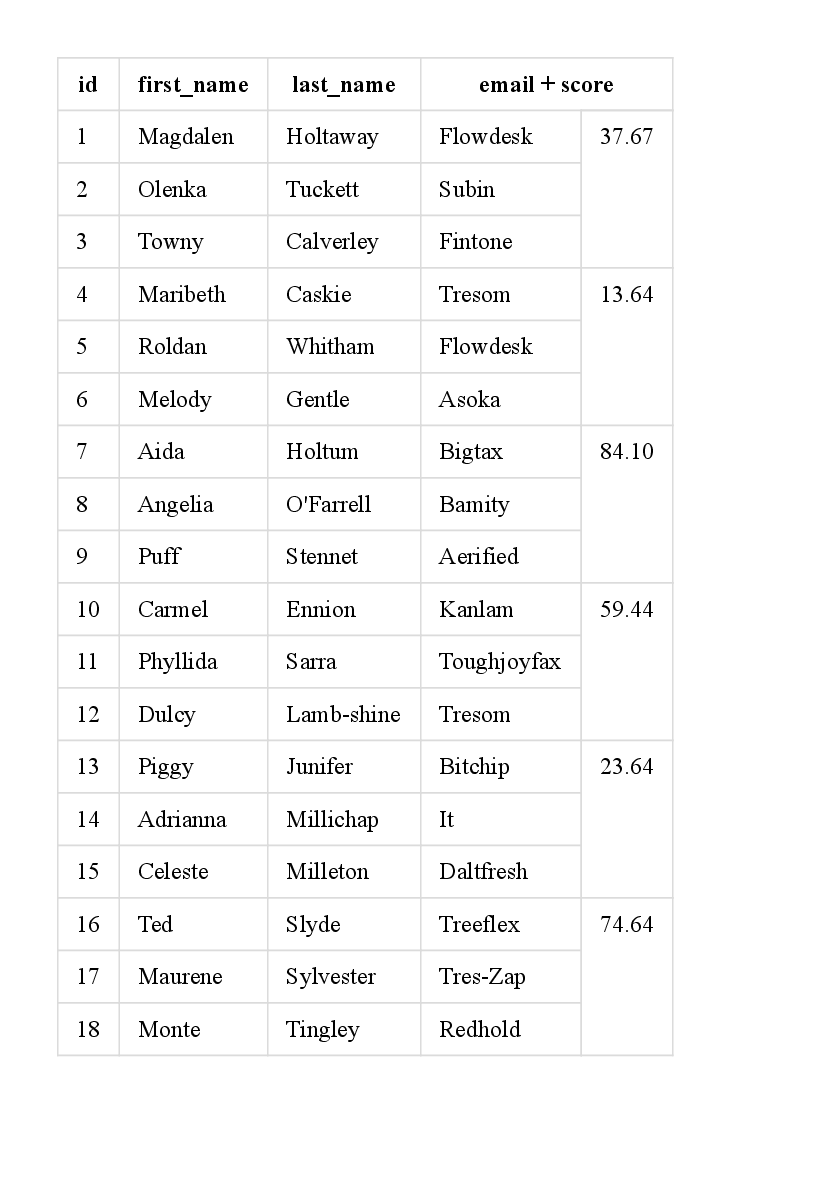 id first_name last_name email + score
1 Magdalen Holtaway Flowdesk 37.67
2 Olenka Tuckett Subin
3 Towny Calverley Fintone
4 Maribeth Caskie Tresom 13.64
5 Roldan Whitham Flowdesk
6 Melody Gentle Asoka
7 Aida Holtum Bigtax 84.10
8 Angelia O'Farrell Bamity
9 Puff Stennet Aerified
10 Carmel Ennion Kanlam 59.44
11 Phyllida Sarra Toughjoyfax
12 Dulcy Lamb-shine Tresom
13 Piggy Junifer Bitchip 23.64
14 Adrianna Millichap It
15 Celeste Milleton Daltfresh
16 Ted Slyde Treeflex 74.64
17 Maurene Sylvester Tres-Zap
18 Monte Tingley Redhold